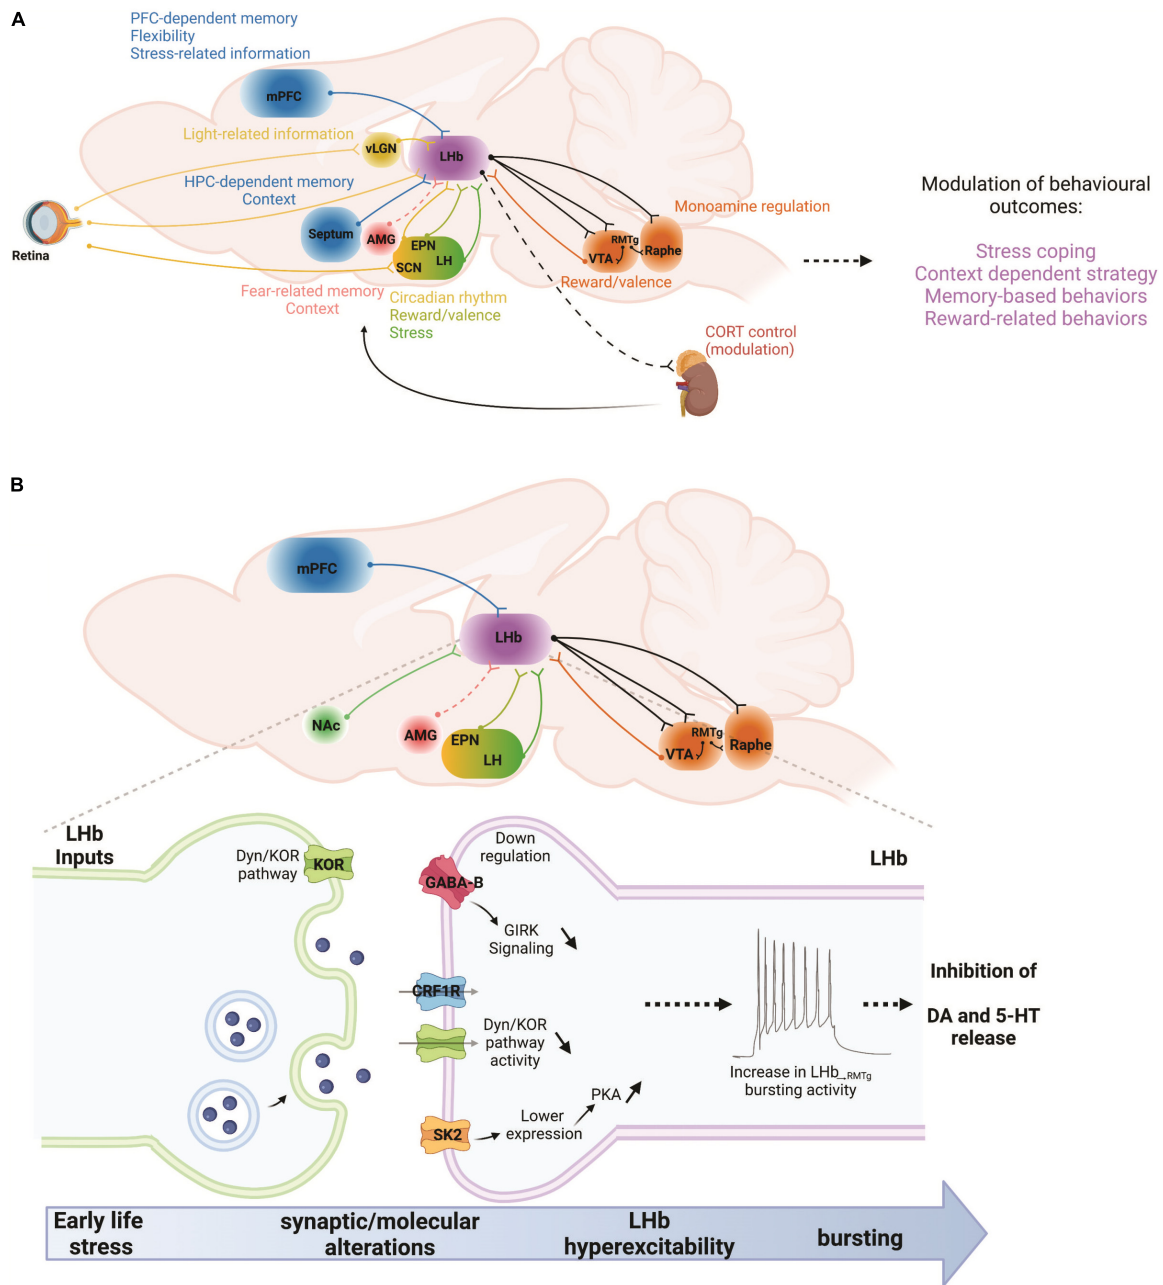 A
PFC-dependent memory
Flexibility
Stress-related information
mPFC
Light-related information
vLGN
LHb
HPC-dependent memory
Context
Septum
AMG
EPN
LH
SCN
Retina
Fear-related memory
Context
Circadian rhythm
Reward/valence
Stress
Monoamine regulation
RMTg
VTA
Raphe
Reward/valence
CORT control
(modulation)
Modulation of behavioural
outcomes:
Stress coping
Context dependent strategy
Memory-based behaviors
Reward-related behaviors
B
mPFC
LHb
NAc
AMG
EPN
LH
RMTg
VTA
Raphe
LHb
Inputs
Dyn/KOR
pathway
KOR
Down
regulation
GABA-B
GIRK
Signaling
CRF1R
Dyn/KOR
pathway
activity
PKA
Lower
expression
SK2
LHb
Increase in LHb→RMTg
bursting activity
Inhibition of
DA and 5-HT
release
Early life
stress
synaptic/molecular
alterations
LHb
hyperexcitability
bursting